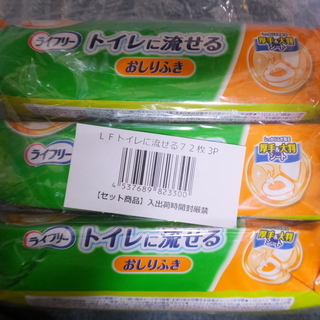 ライフリー
トイレに流せる
おしりふき
厚手&大判
シート
ライフリー
LFトイレに流せる72枚3P
4 537689 823300
【セット商品】入出荷時開封厳禁
厚手&大判
シート
ライフリー
トイレに流せる
おしりふき
厚手&大判
シート